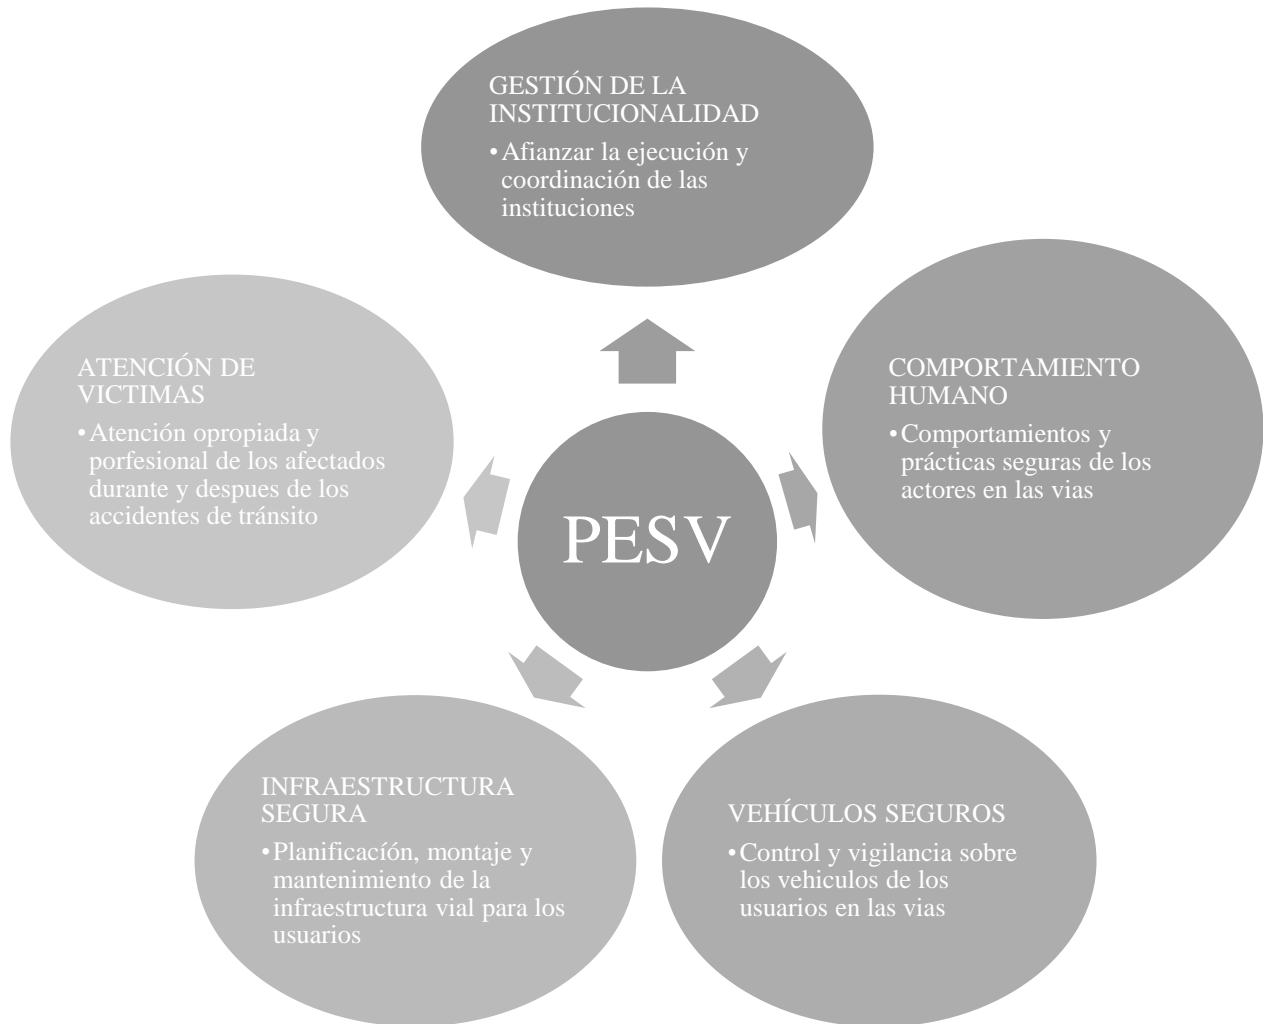 GESTIÓN DE LA
INSTITUCIONALIDAD
• Afianzar la ejecución y
coordinación de las
instituciones
COMPORTAMIENTO
HUMANO
• Comportamientos y
prácticas seguras de los
actores en las vias
VEHÍCULOS SEGUROS
• Control y vigilancia sobre
los vehiculos de los
usuarios en las vias
INFRAESTRUCTURA
SEGURA
• Planificacíón, montaje y
mantenimiento de la
infraestructura vial para los
usuarios
ATENCIÓN DE
VICTIMAS
• Atención opropiada y
porfesional de los afectados
durante y despues de los
accidentes de tránsito
PESV